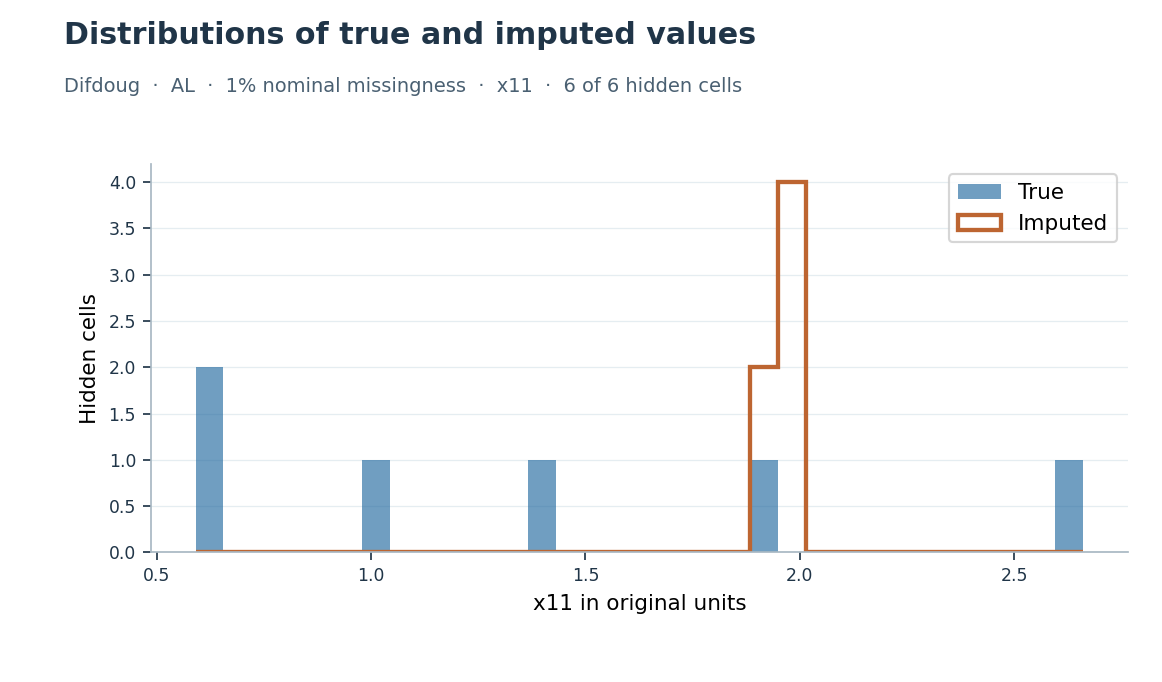 Distributions of true and imputed values
Difdoug · AL · 1% nominal missingness · x11 · 6 of 6 hidden cells
True
Imputed
Hidden cells
4.0
3.5
3.0
2.5
2.0
1.5
1.0
0.5
0.0
0.5 1.0 1.5 2.0 2.5
x11 in original units